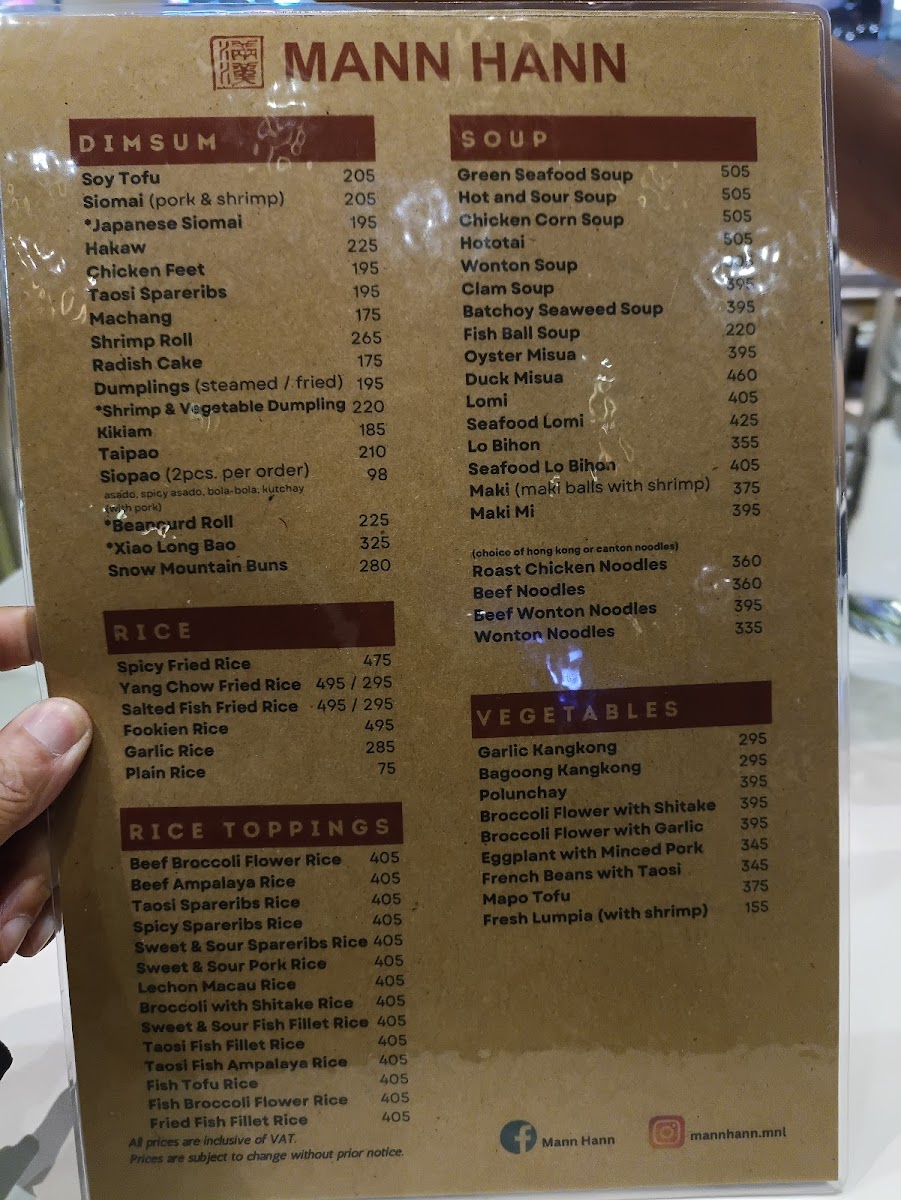 滿漢 MANN HANN
DIMSUM
Soy Tofu 205
Siomai (pork & shrimp) 205
*Japanese Siomai 195
Hakaw 225
Chicken Feet 195
Taosi Spareribs 195
Machang 175
Shrimp Roll 265
Radish Cake 175
Dumplings (steamed / fried) 195
*Shrimp & Vegetable Dumpling 220
Kikiam 185
Taipao 210
Siopao (2pcs. per order) 98
asado, spicy asado, bola-bola, kutchay
(with pork)
*Beancurd Roll 225
*Xiao Long Bao 325
Snow Mountain Buns 280
RICE
Spicy Fried Rice 475
Yang Chow Fried Rice 495 / 295
Salted Fish Fried Rice 495 / 295
Fookien Rice 495
Garlic Rice 285
Plain Rice 75
RICE TOPPINGS
Beef Broccoli Flower Rice 405
Beef Ampalaya Rice 405
Taosi Spareribs Rice 405
Spicy Spareribs Rice 405
Sweet & Sour Spareribs Rice 405
Sweet & Sour Pork Rice 405
Lechon Macau Rice 405
Broccoli with Shitake Rice 405
Sweet & Sour Fish Fillet Rice 405
Taosi Fish Fillet Rice 405
Taosi Fish Ampalaya Rice 405
Fish Tofu Rice 405
Fish Broccoli Flower Rice 405
Fried Fish Fillet Rice 405
All prices are inclusive of VAT.
Prices are subject to change without prior notice.
SOUP
Green Seafood Soup 505
Hot and Sour Soup 505
Chicken Corn Soup 505
Hototai 505
Wonton Soup
Clam Soup 395
Batchoy Seaweed Soup 395
Fish Ball Soup 220
Oyster Misua 395
Duck Misua 460
Lomi 405
Seafood Lomi 425
Lo Bihon 355
Seafood Lo Bihon 405
Maki (maki balls with shrimp) 375
Maki Mi 395
(choice of hong kong or canton noodles)
Roast Chicken Noodles 360
Beef Noodles 360
Beef Wonton Noodles 395
Wonton Noodles 335
VEGETABLES
Garlic Kangkong 295
Bagoong Kangkong 295
Polunchay 395
Broccoli Flower with Shitake 395
Broccoli Flower with Garlic 395
Eggplant with Minced Pork 345
French Beans with Taosi 345
Mapo Tofu 375
Fresh Lumpia (with shrimp) 155
Mann Hann
mannhann.mnl